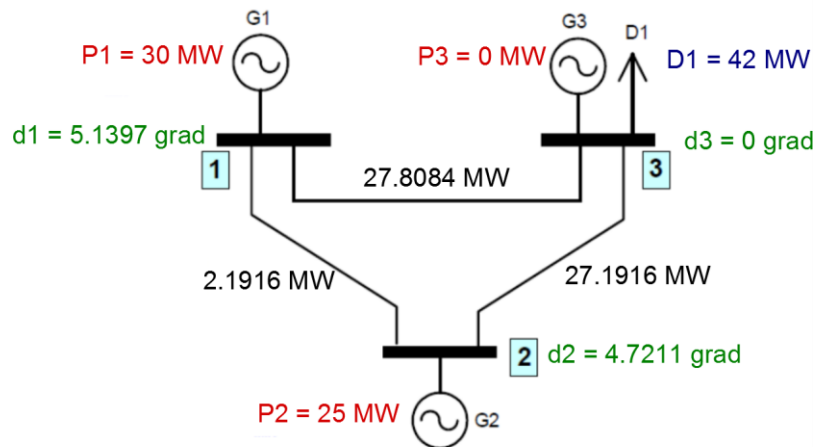 G1
P1 = 30 MW
G3
D1
P3 = 0 MW
D1 = 42 MW
d1 = 5.1397 grad
d3 = 0 grad
1
27.8084 MW
3
2.1916 MW
27.1916 MW
2
d2 = 4.7211 grad
P2 = 25 MW
G2